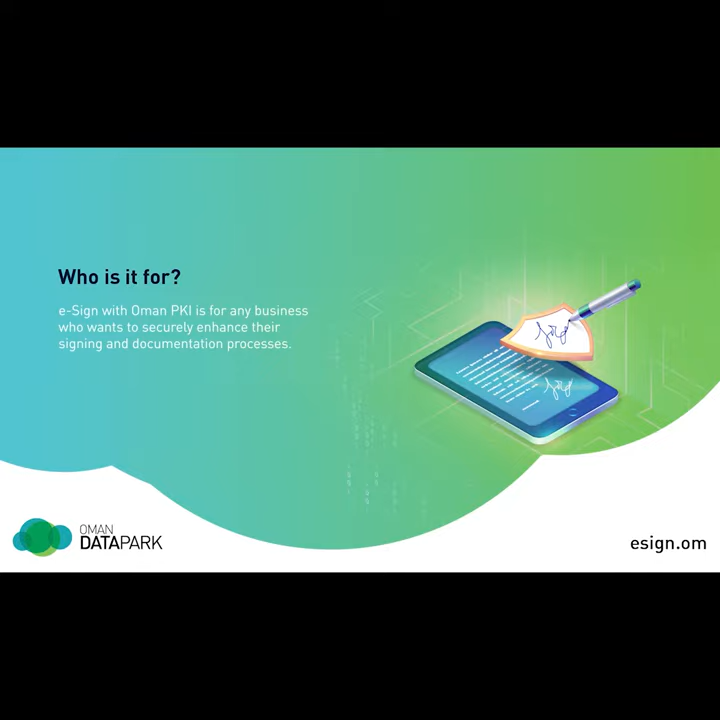 Who is it for?
e-Sign with Oman PKI is for any business
who wants to securely enhance their
signing and documentation processes.
OMAN
DATAPARK
esign.om